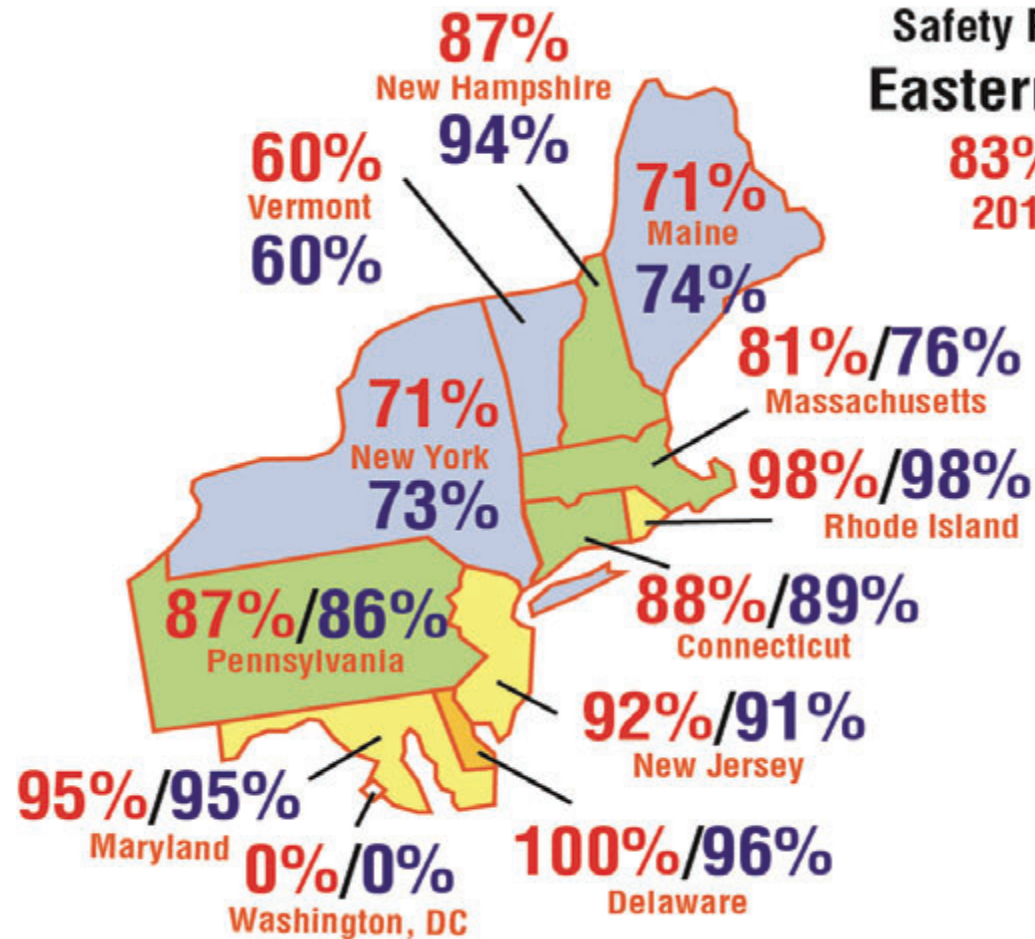 Safety
Eastern
83%
201
87%
New Hampshire
94%
60%
Vermont
60%
71%
Maine
74%
81%/76%
Massachusetts
71%
New York
73%
98%/98%
Rhode Island
88%/89%
Connecticut
87%/86%
Pennsylvania
92%/91%
New Jersey
95%/95%
Maryland
100%/96%
Delaware
0%/0%
Washington, DC